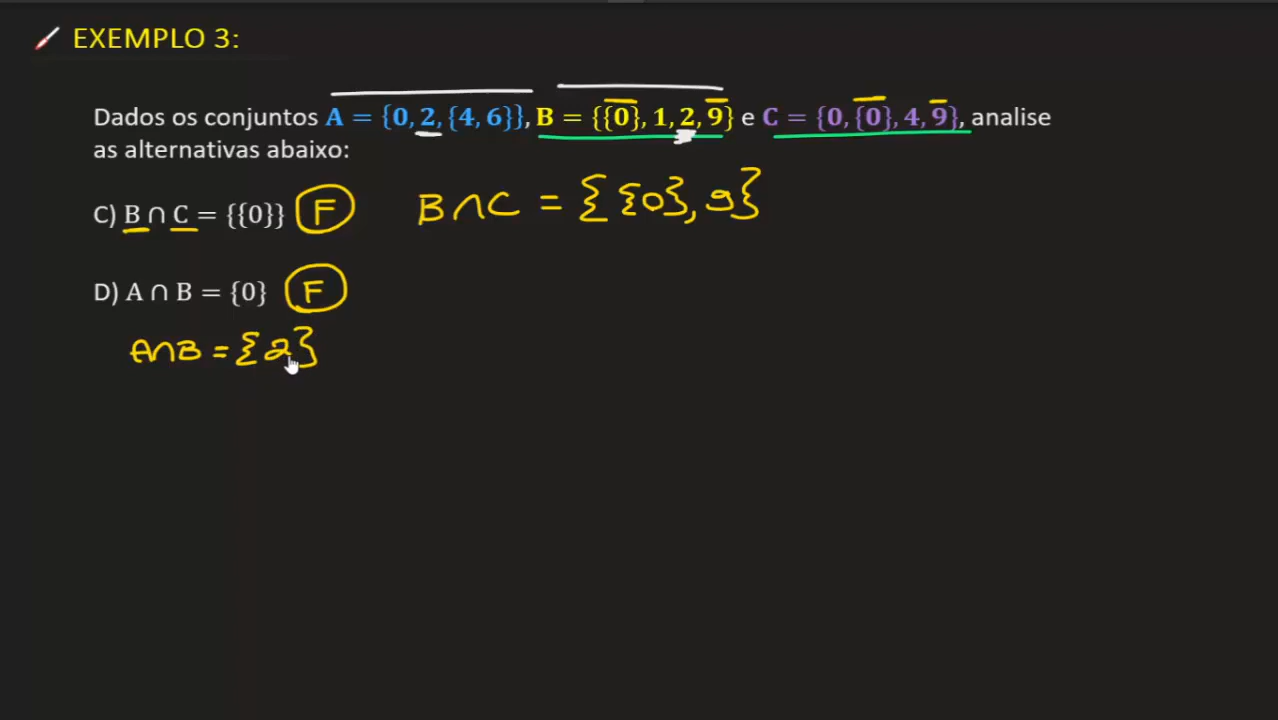 EXEMPLO 3:
Dados os conjuntos A = {0, 2, {4, 6}}, B = {{0}, 1, 2, 9} e C = {0, {0}, 4, 9}, analise
as alternativas abaixo:
C) B ∩ C = {{0}} F B ∩ C = { {0}, 9}
D) A ∩ B = {0} F
A∩B = {2}